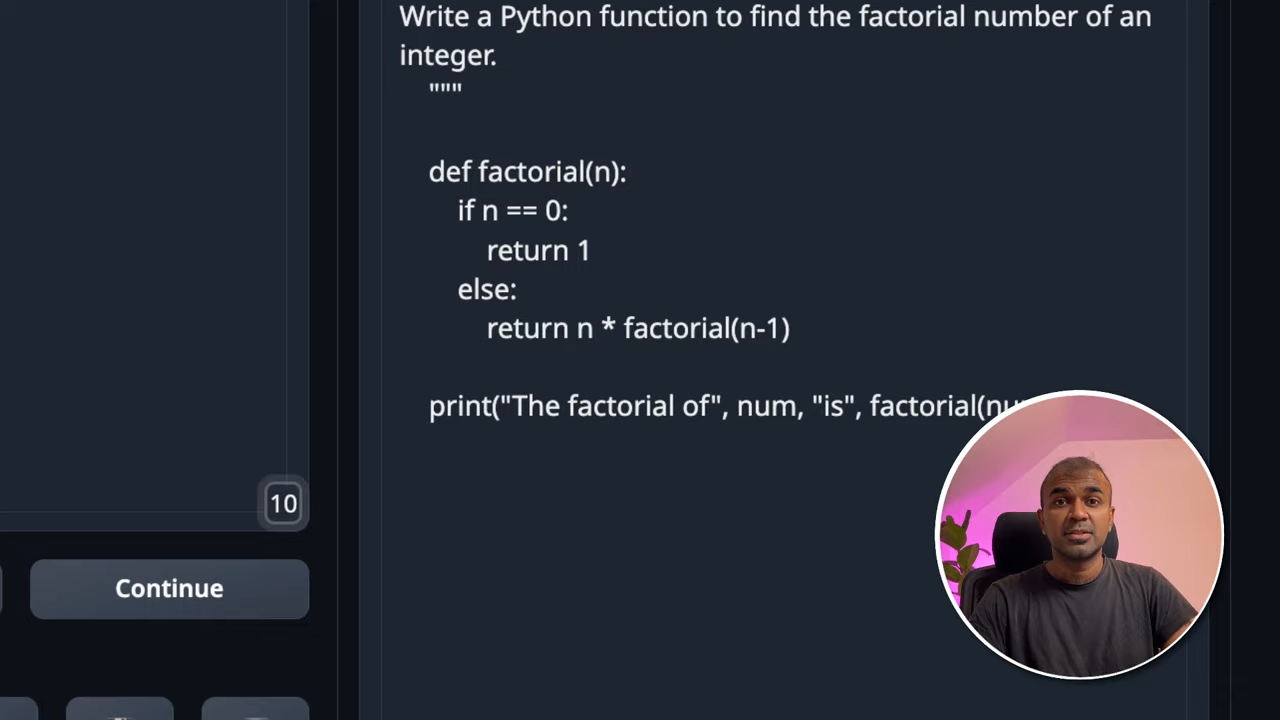 Write a Python function to find the factorial number of an
integer.
"""
def factorial(n):
if n == 0:
return 1
else:
return n * factorial(n-1)
print("The factorial of", num, "is", factorial(
10
Continue